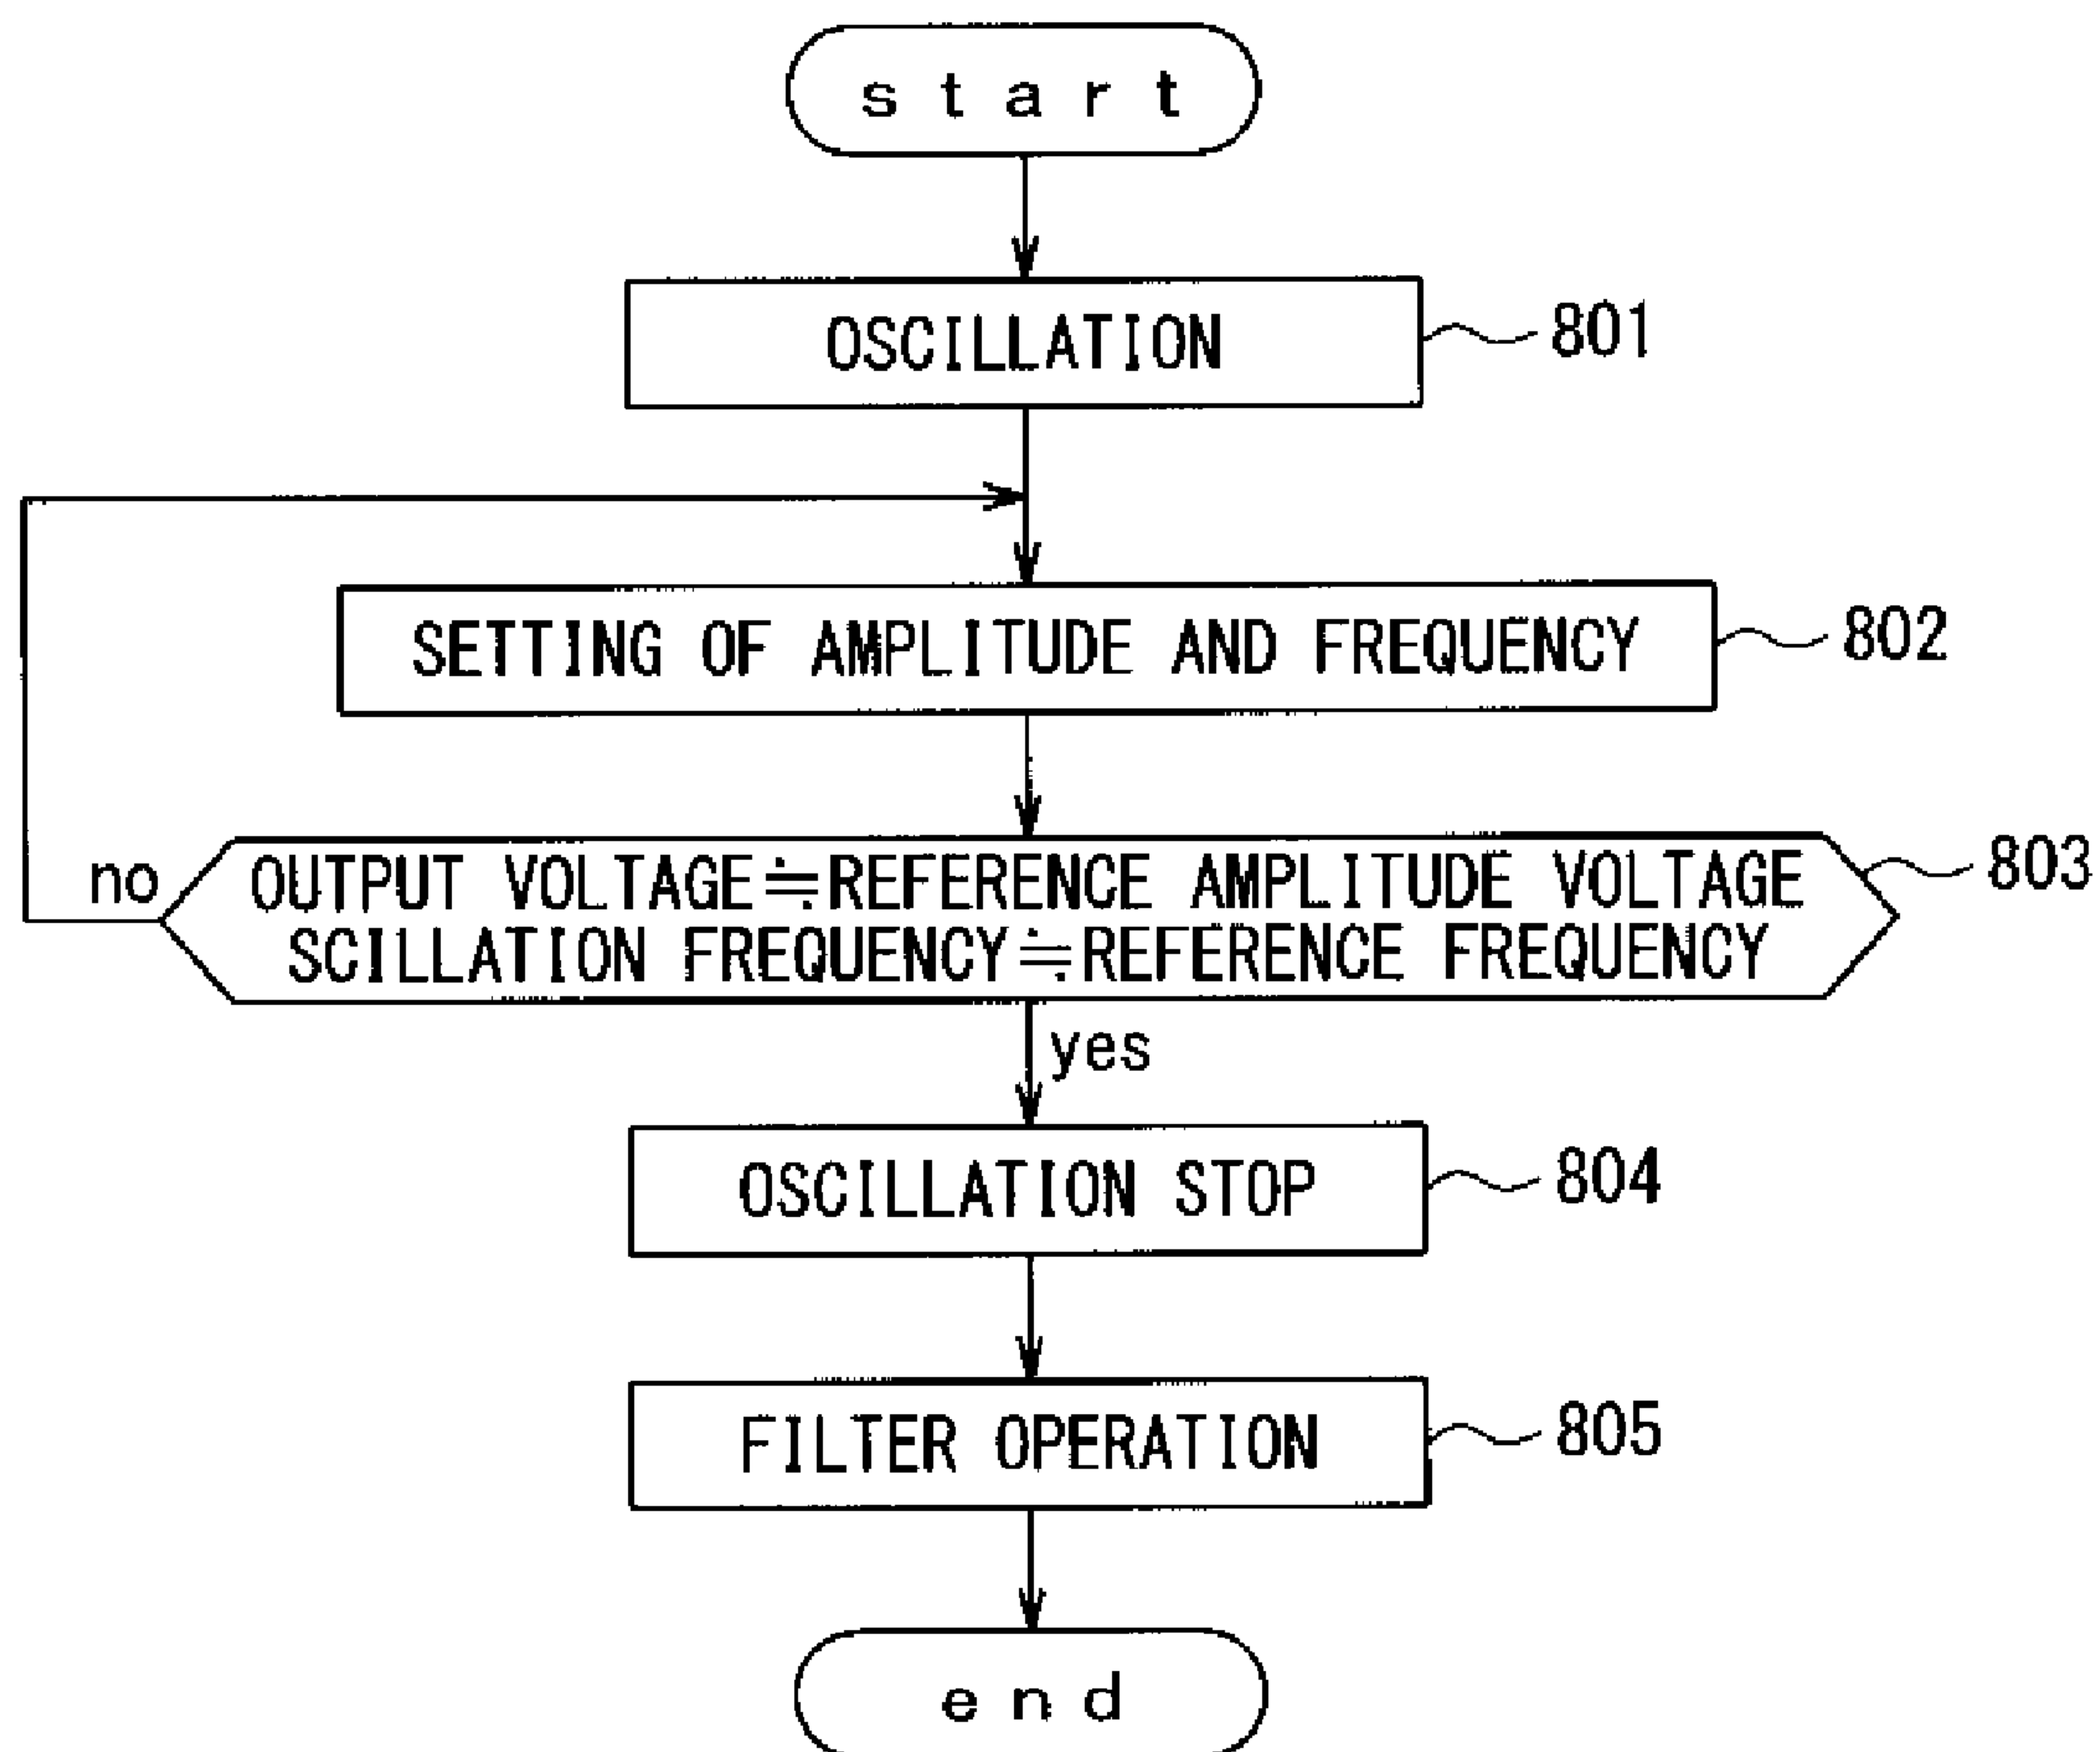 start
OSCILLATION
801
SETTING OF AMPLITUDE AND FREQUENCY
802
no
OUTPUT VOLTAGE≒REFERENCE AMPLITUDE VOLTAGE
SCILLATION FREQUENCY≒REFERENCE FREQUENCY
803
yes
OSCILLATION STOP
804
FILTER OPERATION
805
end